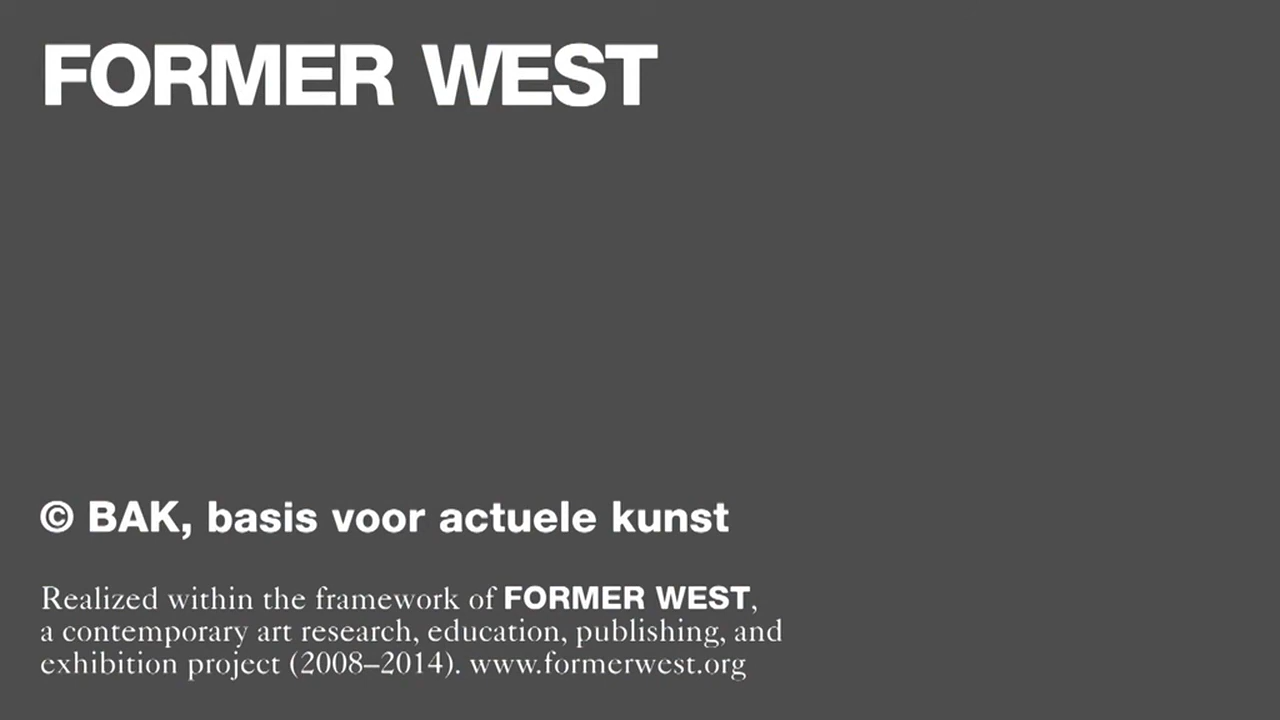 FORMER WEST
© BAK, basis voor actuele kunst
Realized within the framework of FORMER WEST,
a contemporary art research, education, publishing, and
exhibition project (2008–2014). www.formerwest.org